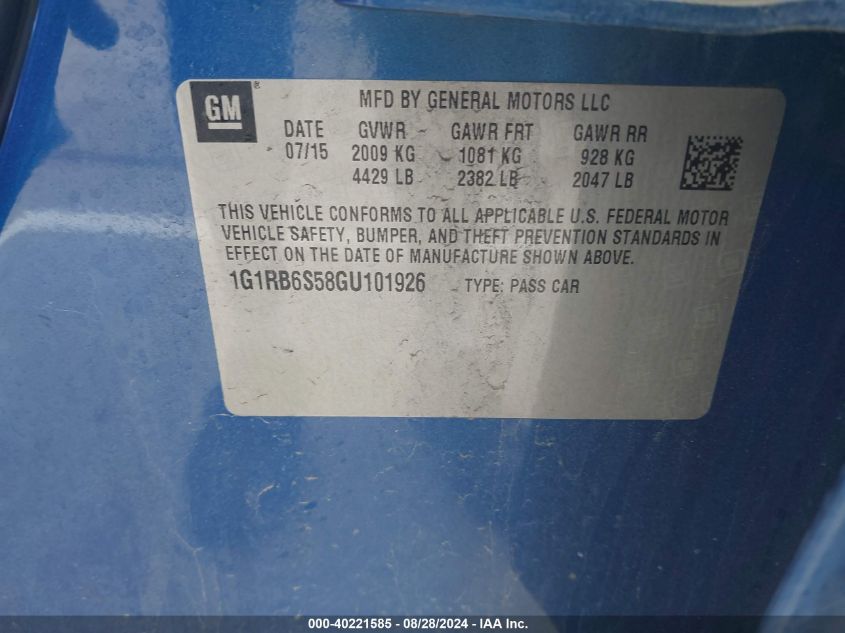 GM ®
MFD BY GENERAL MOTORS LLC
DATE GVWR GAWR FRT GAWR RR
07/15 2009 KG 1081 KG 928 KG
4429 LB 2382 LB 2047 LB
THIS VEHICLE CONFORMS TO ALL APPLICABLE U.S. FEDERAL MOTOR
VEHICLE SAFETY, BUMPER, AND THEFT PREVENTION STANDARDS IN
EFFECT ON THE DATE OF MANUFACTURE SHOWN ABOVE.
1G1RB6S58GU101926 TYPE: PASS CAR
000-40221585 / 08/28/2024 - IAA Inc.